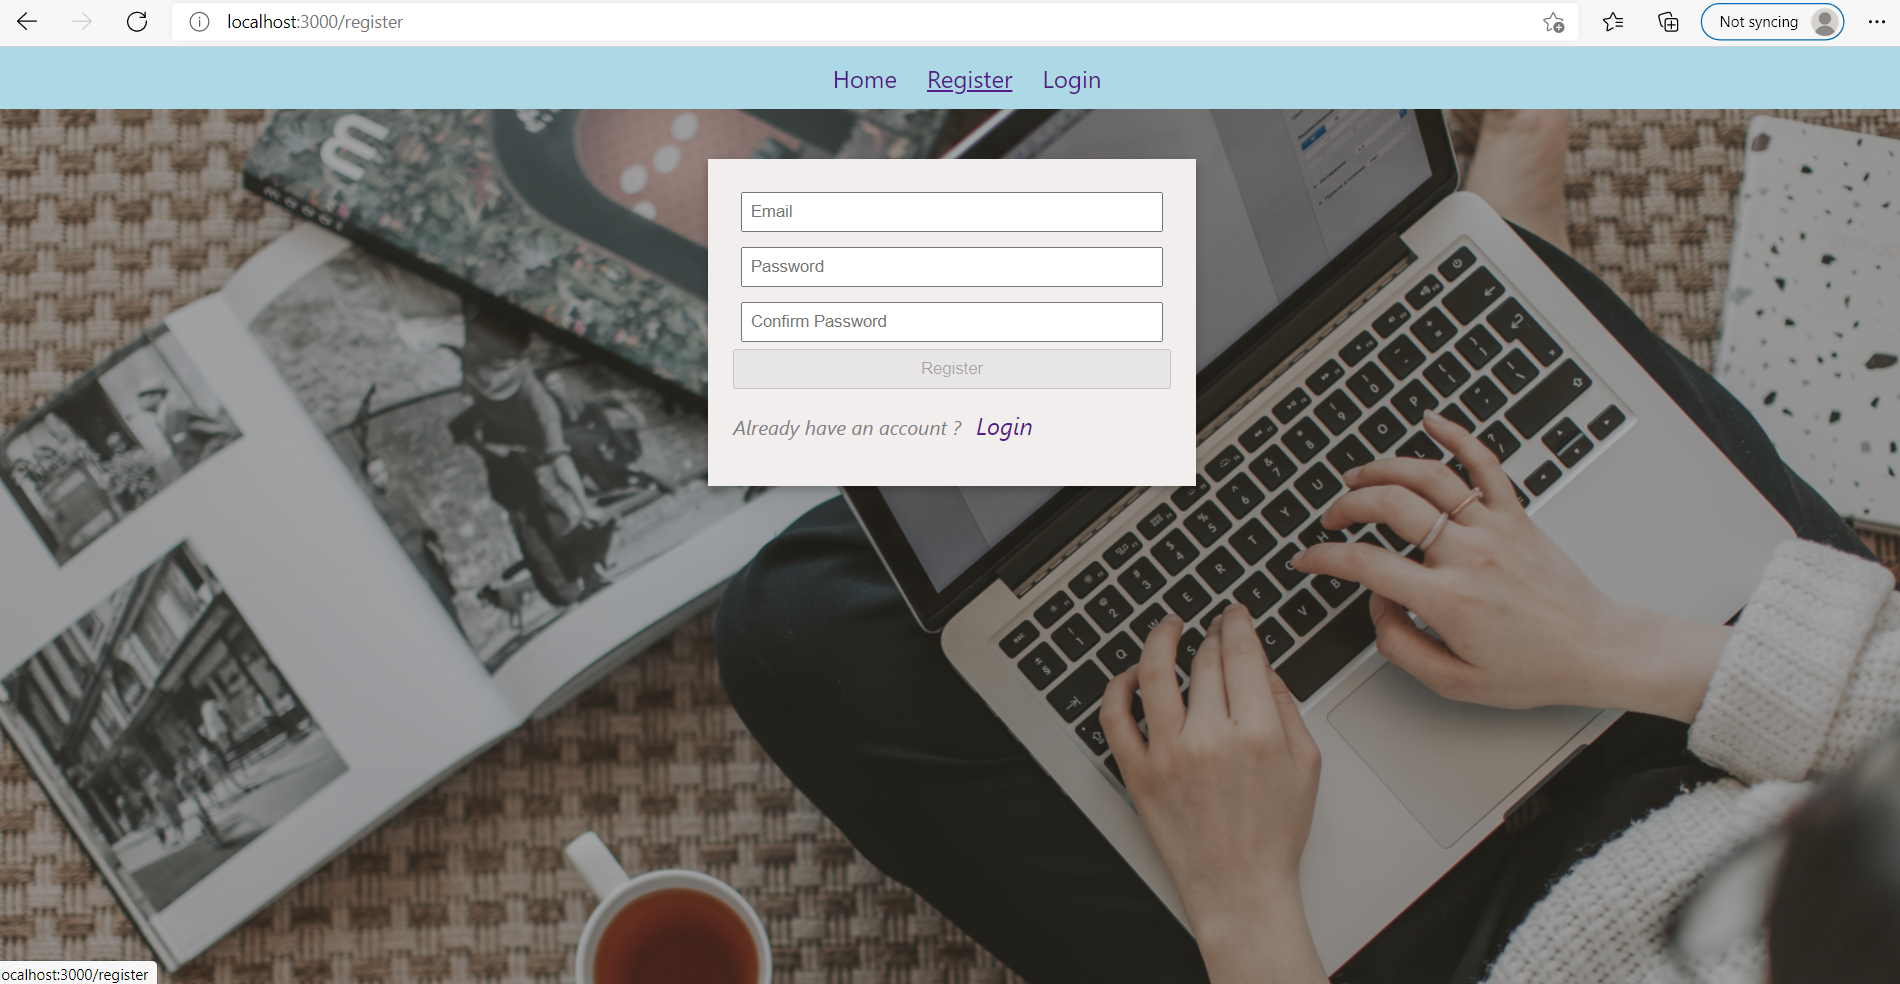 localhost:3000/register
Not syncing
Home Register Login
Email
Password
Confirm Password
Register
Already have an account ? Login
localhost:3000/register